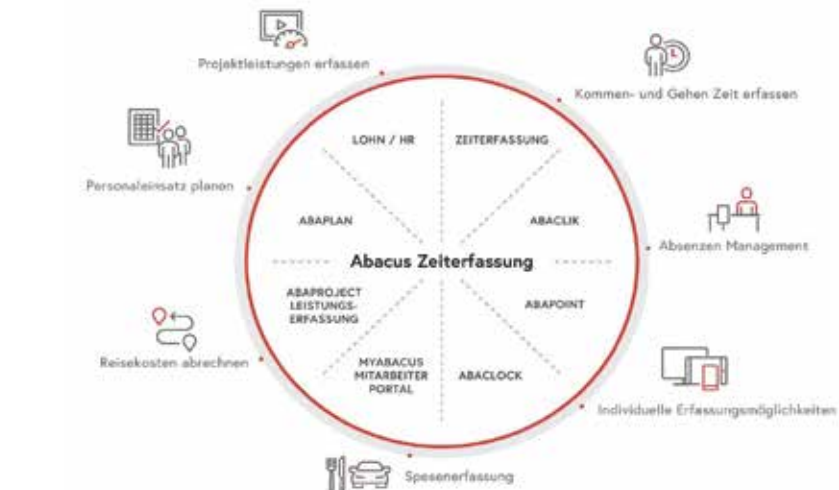 Projektleistungen erfassen
Kommen- und Gehen Zeit erfassen
LOHN / HR
ZEITERFASSUNG
Personaleinsatz planen
ABAPLAN
ABACLIK
Absenzen Management
Abacus Zeiterfassung
ABAPROJECT
LEISTUNGS-
ERFASSUNG
ABAPOINT
Reisekosten abrechnen
MYABACUS
MITARBEITER
PORTAL
ABACLOCK
Individuelle Erfassungsmöglichkeiten
Spesenerfassung